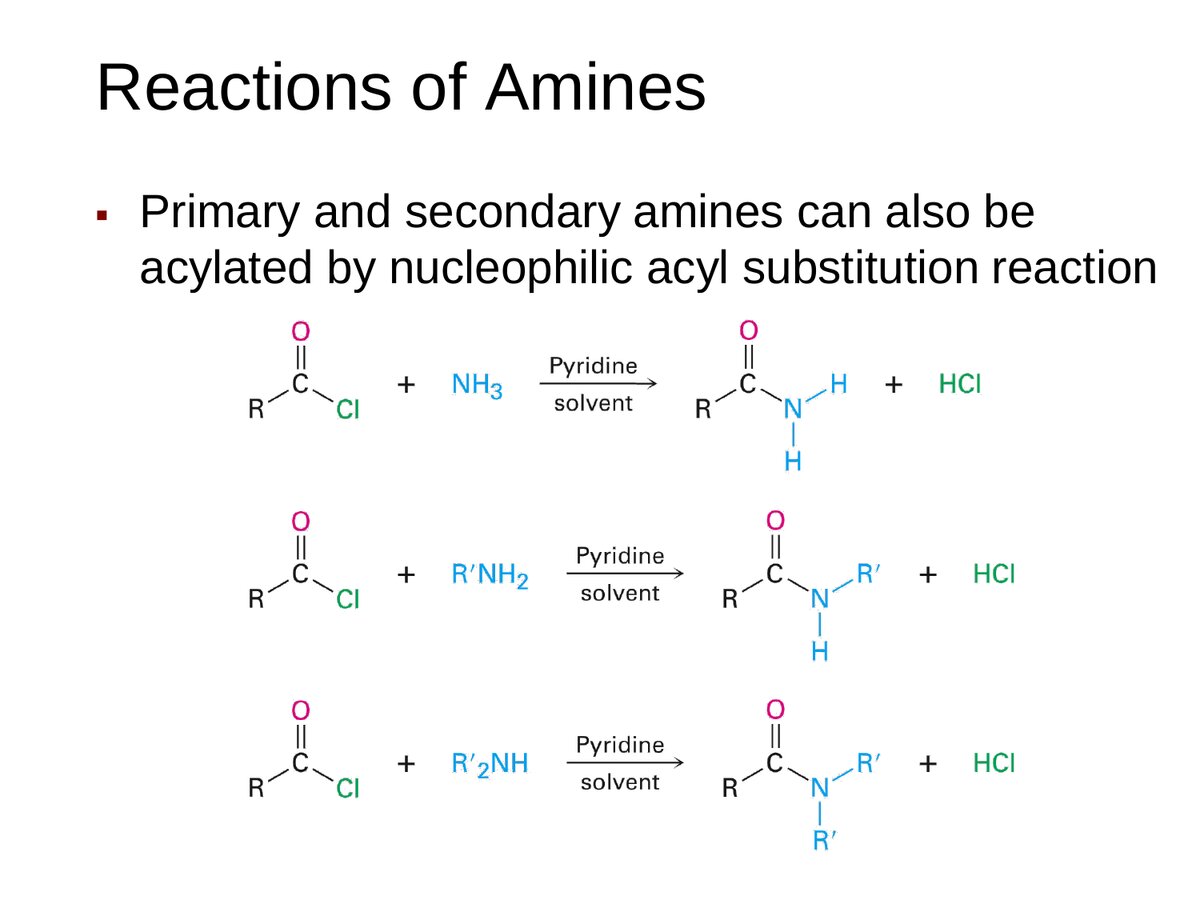 Reactions of Amines
▪ Primary and secondary amines can also be
acylated by nucleophilic acyl substitution reaction
O
C
R
Cl
+ NH₃
Pyridine
solvent
O
C
R
N
H
H
+ HCl
O
C
R
Cl
+ R′NH₂
Pyridine
solvent
O
C
R
N
R′
H
+ HCl
O
C
R
Cl
+ R′₂NH
Pyridine
solvent
O
C
R
N
R′
R′
+ HCl